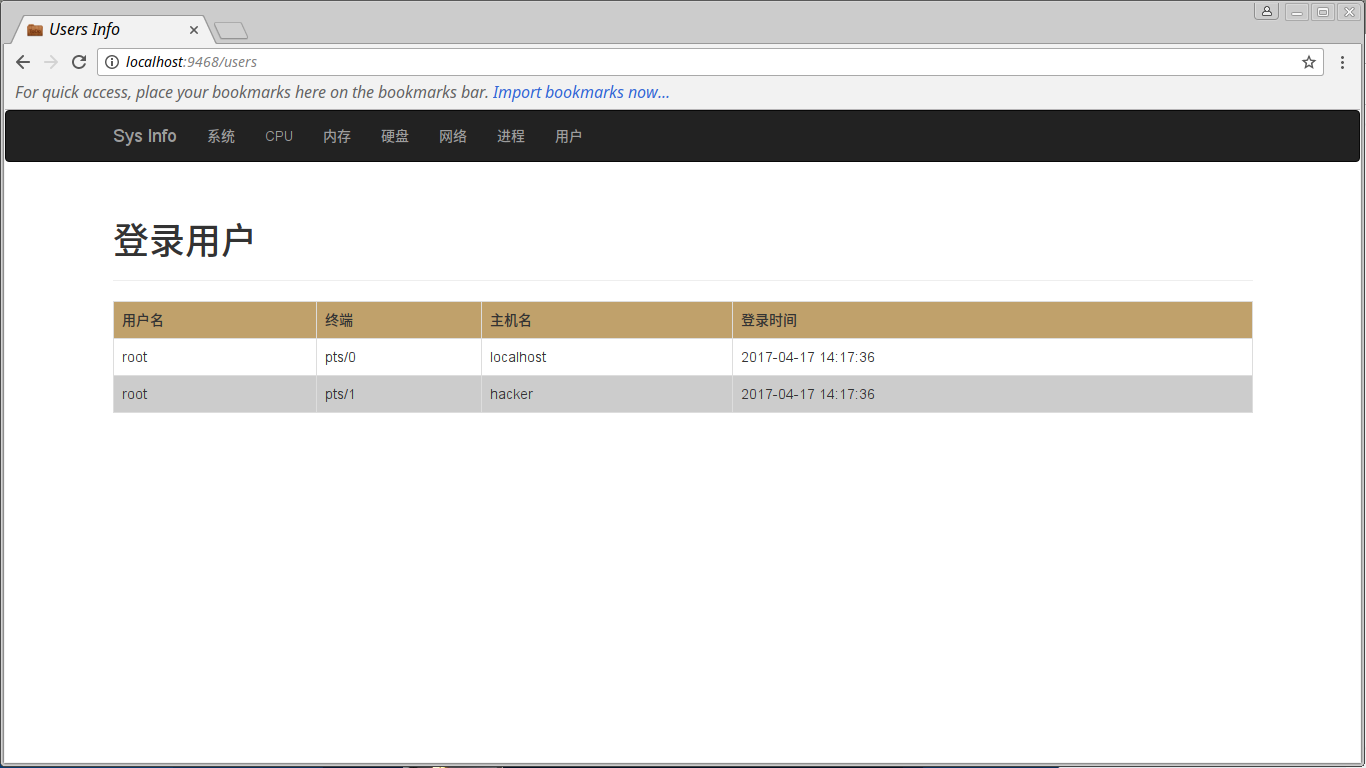 Users Info
localhost:9468/users
For quick access, place your bookmarks here on the bookmarks bar. Import bookmarks now...
Sys Info 系统 CPU 内存 硬盘 网络 进程 用户
登录用户
用户名 终端 主机名 登录时间
root pts/0 localhost 2017-04-17 14:17:36
root pts/1 hacker 2017-04-17 14:17:36